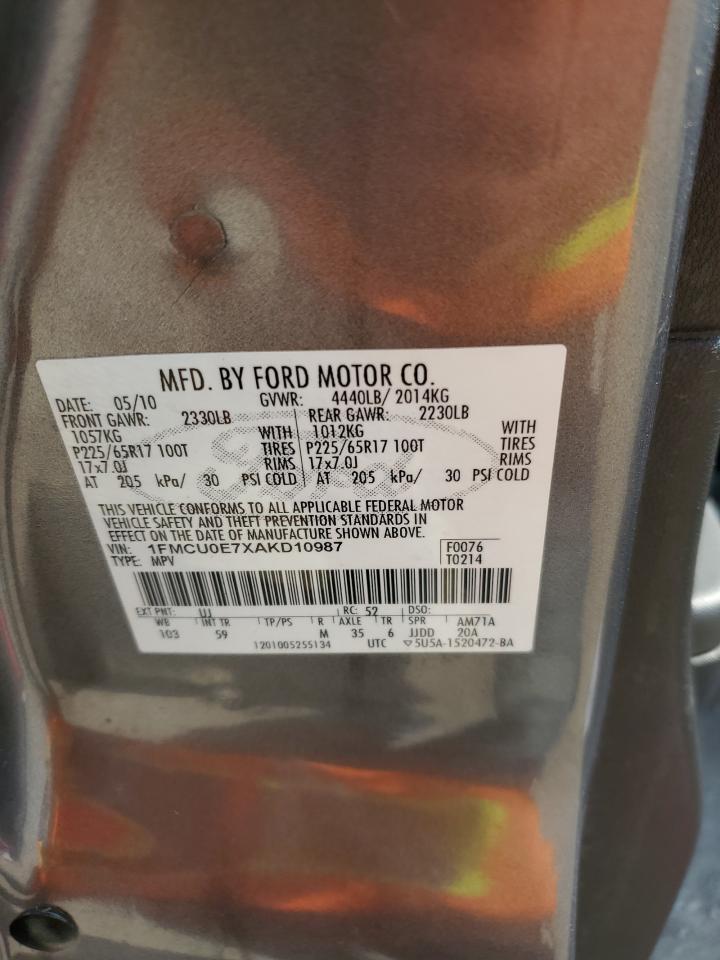 MFD. BY FORD MOTOR CO.
DATE: 05/10 GVWR: 4440LB/ 2014KG
FRONT GAWR: 2330LB REAR GAWR: 2230LB
1057KG WITH 1012KG WITH
P225/65R17 100T TIRES P225/65R17 100T TIRES
17x7.0J RIMS 17x7.0J RIMS
AT 205 kPa/ 30 PSI COLD AT 205 kPa/ 30 PSI COLD
THIS VEHICLE CONFORMS TO ALL APPLICABLE FEDERAL MOTOR
VEHICLE SAFETY AND THEFT PREVENTION STANDARDS IN
EFFECT ON THE DATE OF MANUFACTURE SHOWN ABOVE.
VIN: 1FMCU0E7XAKD10987 F0076
TYPE: MPV T0214
EXT PNT: UJ RC: 52 DSO:
WB INT TR TP/PS R AXLE TR SPR AM71A
103 59 M 35 6 JJDD 20A
1201005255134 UTC ▽5U5A-1520472-BA
Ford